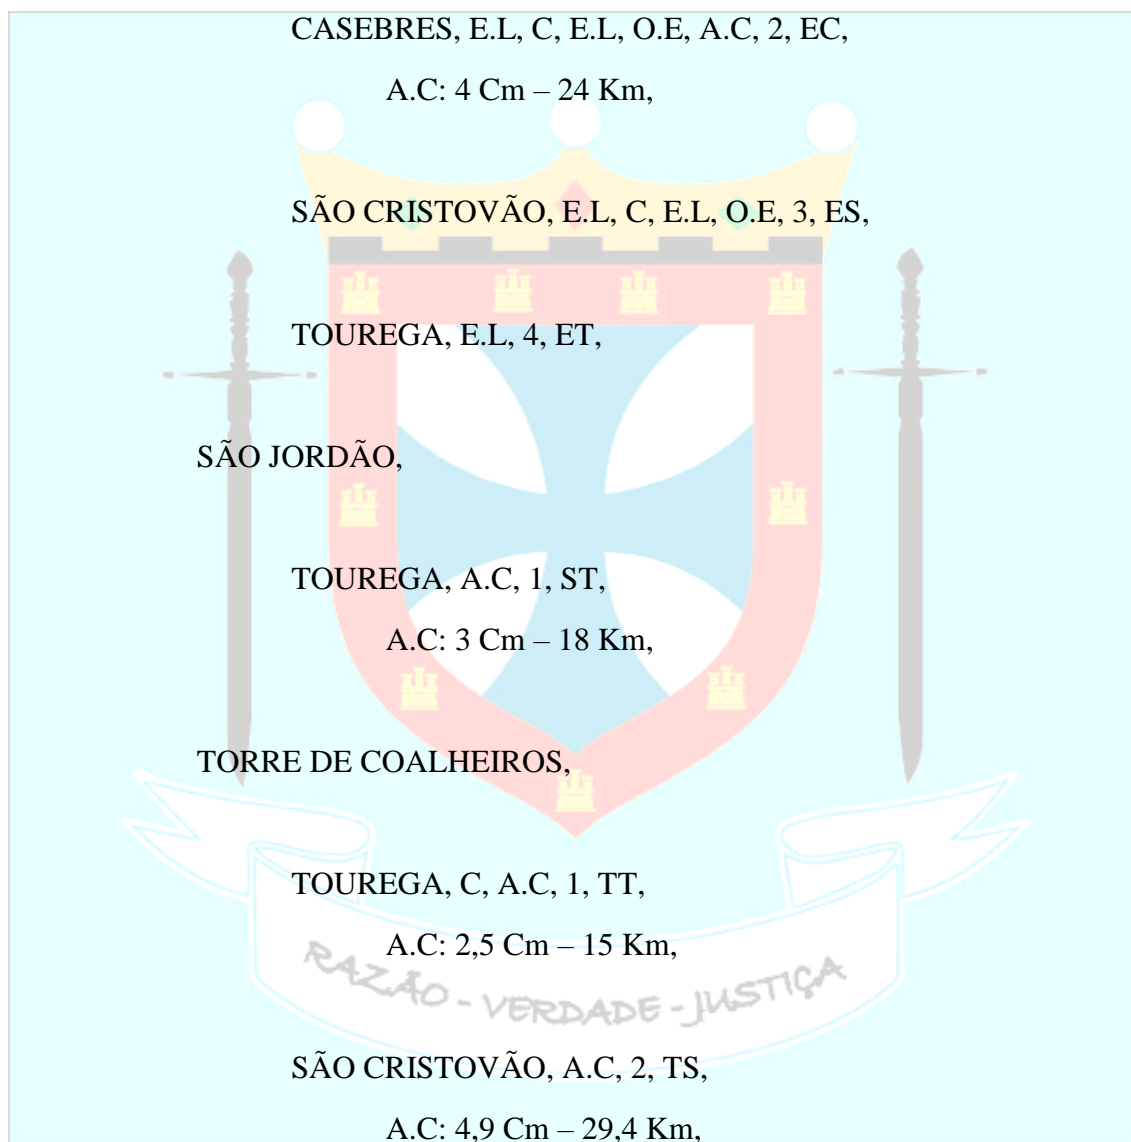 CASEBRES, E.L, C, E.L, O.E, A.C, 2, EC,
A.C: 4 Cm – 24 Km,
SÃO CRISTOVÃO, E.L, C, E.L, O.E, 3, ES,
TOUREGA, E.L, 4, ET,
SÃO JORDÃO,
TOUREGA, A.C, 1, ST,
A.C: 3 Cm – 18 Km,
TORRE DE COALHEIROS,
TOUREGA, C, A.C, 1, TT,
A.C: 2,5 Cm – 15 Km,
RAZÃO - VERDADE - JUSTIÇA
SÃO CRISTOVÃO, A.C, 2, TS,
A.C: 4,9 Cm – 29,4 Km,